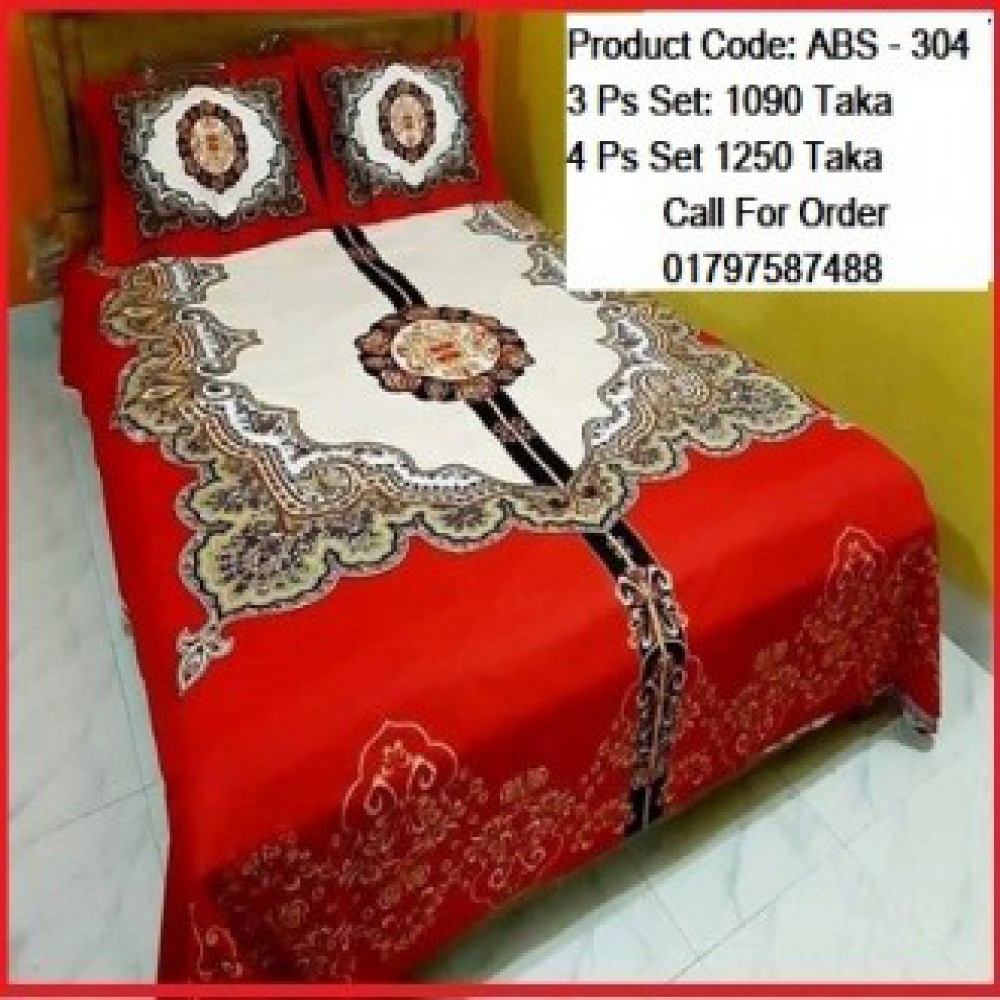 Product Code: ABS - 304
3 Ps Set: 1090 Taka
4 Ps Set 1250 Taka
Call For Order
01797587488